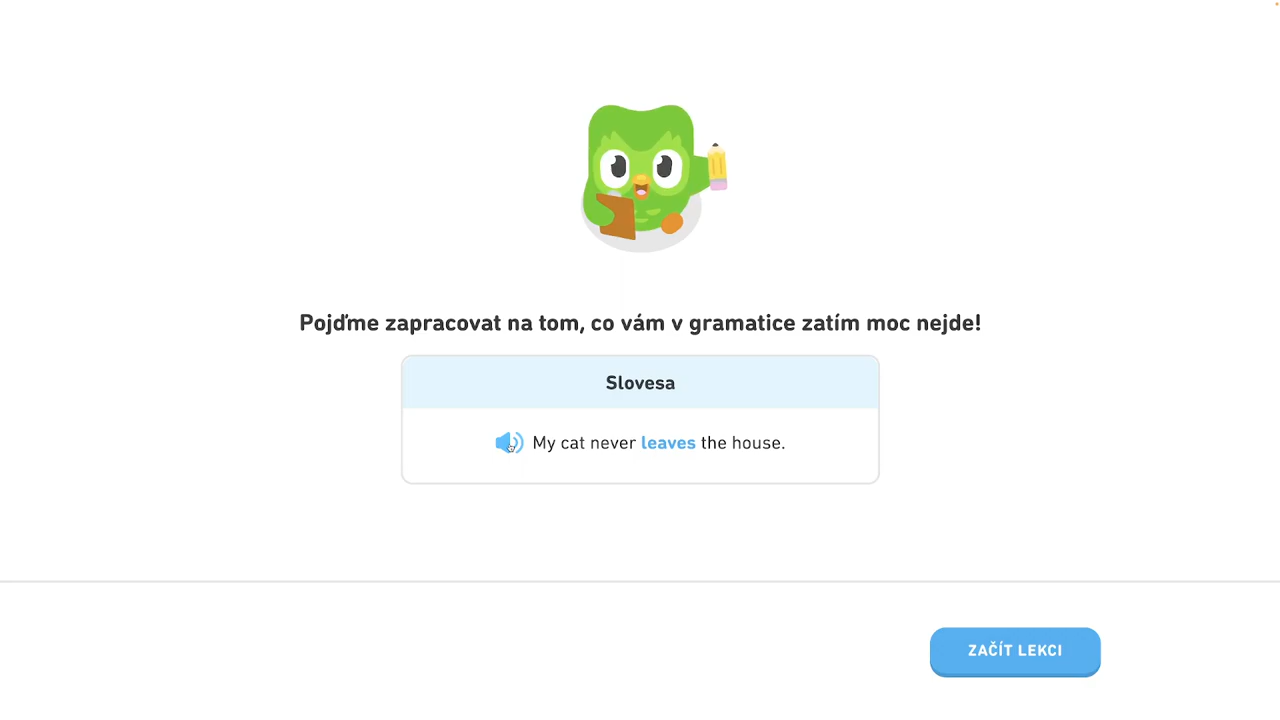 Pojďme zapracovat na tom, co vám v gramatice zatím moc nejde!
Slovesa
My cat never leaves the house.
ZAČÍT LEKCI